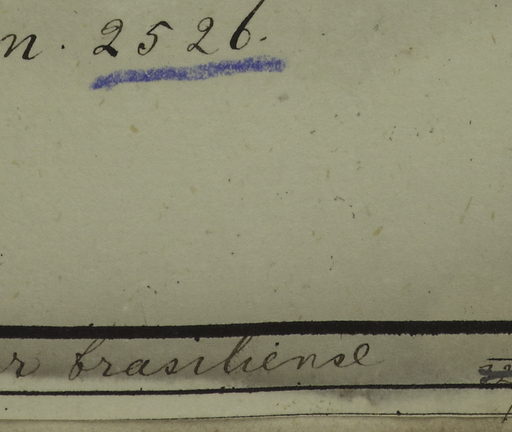 n. 2526.
r brasiliense